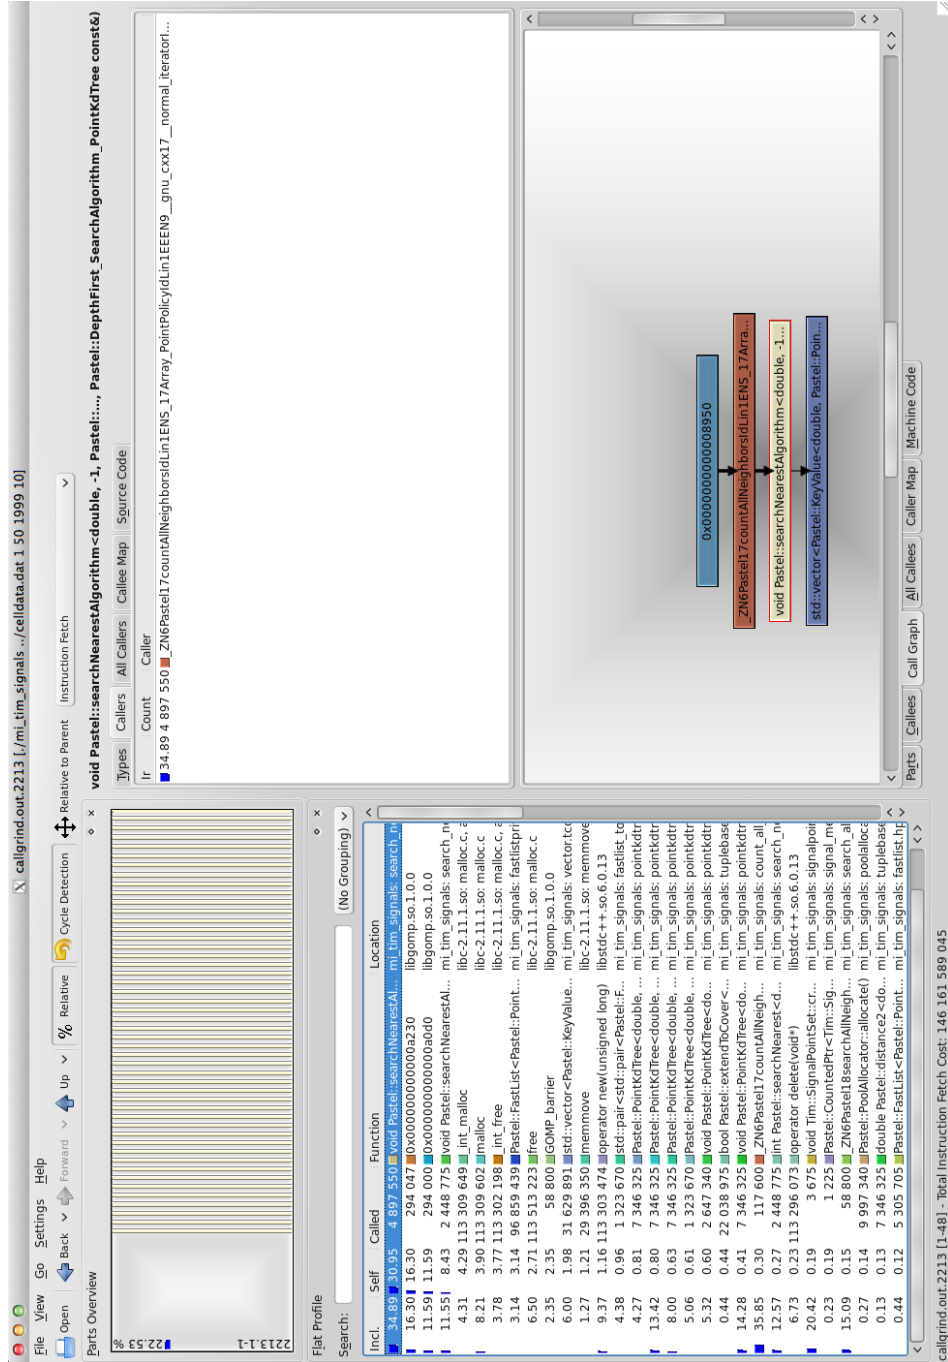 callgrind.out.2213 [./mi_tim_signals ../celldata.dat 1 50 1999 10]
File View Go Settings Help
Open Back Forward Up % Relative Cycle Detection Relative to Parent Instruction Fetch
Parts Overview
22.53 %
2213.1-1
Flat Profile
Search: (No Grouping)
Incl. Self Called Function Location
34.89 30.95 4 897 550 void Pastel::searchNearestAl... mi_tim_signals: search_n
16.30 16.30 294 047 0x000000000000a230 libgomp.so.1.0.0
11.59 11.59 294 000 0x000000000000a0d0 libgomp.so.1.0.0
11.55 8.43 2 448 775 void Pastel::searchNearestAl... mi_tim_signals: search_ne
4.31 4.29 113 309 649 _int_malloc libc-2.11.1.so: malloc.c, a
8.21 3.90 113 309 602 malloc libc-2.11.1.so: malloc.c
3.78 3.77 113 302 198 _int_free libc-2.11.1.so: malloc.c, a
3.14 3.14 96 859 439 Pastel::FastList<Pastel::Point... mi_tim_signals: fastlistpri
6.50 2.71 113 513 223 free libc-2.11.1.so: malloc.c
2.35 2.35 58 800 GOMP_barrier libgomp.so.1.0.0
6.00 1.98 31 629 891 std::vector<Pastel::KeyValue... mi_tim_signals: vector.tcc
1.27 1.21 29 396 350 memmove libc-2.11.1.so: memmove
9.37 1.16 113 303 474 operator new(unsigned long) libstdc++.so.6.0.13
4.38 0.96 1 323 670 std::pair<std::pair<Pastel::F... mi_tim_signals: fastlist_to
4.27 0.81 7 346 325 Pastel::PointKdTree<double, ... mi_tim_signals: pointkdtr
13.42 0.80 7 346 325 Pastel::PointKdTree<double, ... mi_tim_signals: pointkdtr
8.00 0.63 7 346 325 Pastel::PointKdTree<double, ... mi_tim_signals: pointkdtr
5.06 0.61 1 323 670 Pastel::PointKdTree<double, ... mi_tim_signals: pointkdtr
5.32 0.60 2 647 340 void Pastel::PointKdTree<do... mi_tim_signals: pointkdtr
0.44 0.44 22 038 975 bool Pastel::extendToCover<... mi_tim_signals: tuplebase
14.28 0.41 7 346 325 void Pastel::PointKdTree<do... mi_tim_signals: pointkdtr
35.85 0.30 117 600 _ZN6Pastel17countAllNeigh... mi_tim_signals: count_all_
12.57 0.27 2 448 775 int Pastel::searchNearest<d... mi_tim_signals: search_ne
6.73 0.23 113 296 073 operator delete(void*) libstdc++.so.6.0.13
20.42 0.19 3 675 void Tim::SignalPointSet::cr... mi_tim_signals: signalpoin
0.23 0.19 1 225 Pastel::CountedPtr<Tim::Sig... mi_tim_signals: signal_me
15.09 0.15 58 800 _ZN6Pastel18searchAllNeigh... mi_tim_signals: search_al
0.27 0.14 9 997 340 Pastel::PoolAllocator::allocate() mi_tim_signals: poolalloca
0.13 0.13 7 346 325 double Pastel::distance2<do... mi_tim_signals: tuplebase
0.44 0.12 5 305 705 Pastel::FastList<Pastel::Point... mi_tim_signals: fastlist.hp
void Pastel::searchNearestAlgorithm<double, -1, Pastel::..., Pastel::DepthFirst_SearchAlgorithm_PointKdTree const&)
Types Callers All Callers Callee Map Source Code
Ir Count Caller
34.89 4 897 550 _ZN6Pastel17countAllNeighborsIdLin1ENS_17Array_PointPolicyIdLin1EEEN9__gnu_cxx17__normal_iteratorI...
0x0000000000008950
_ZN6Pastel17countAllNeighborsIdLin1ENS_17Arra...
void Pastel::searchNearestAlgorithm<double, -1...
std::vector<Pastel::KeyValue<double, Pastel::Poin...
Parts Callees Call Graph All Callees Caller Map Machine Code
callgrind.out.2213 [1-48] - Total Instruction Fetch Cost: 146 161 589 045